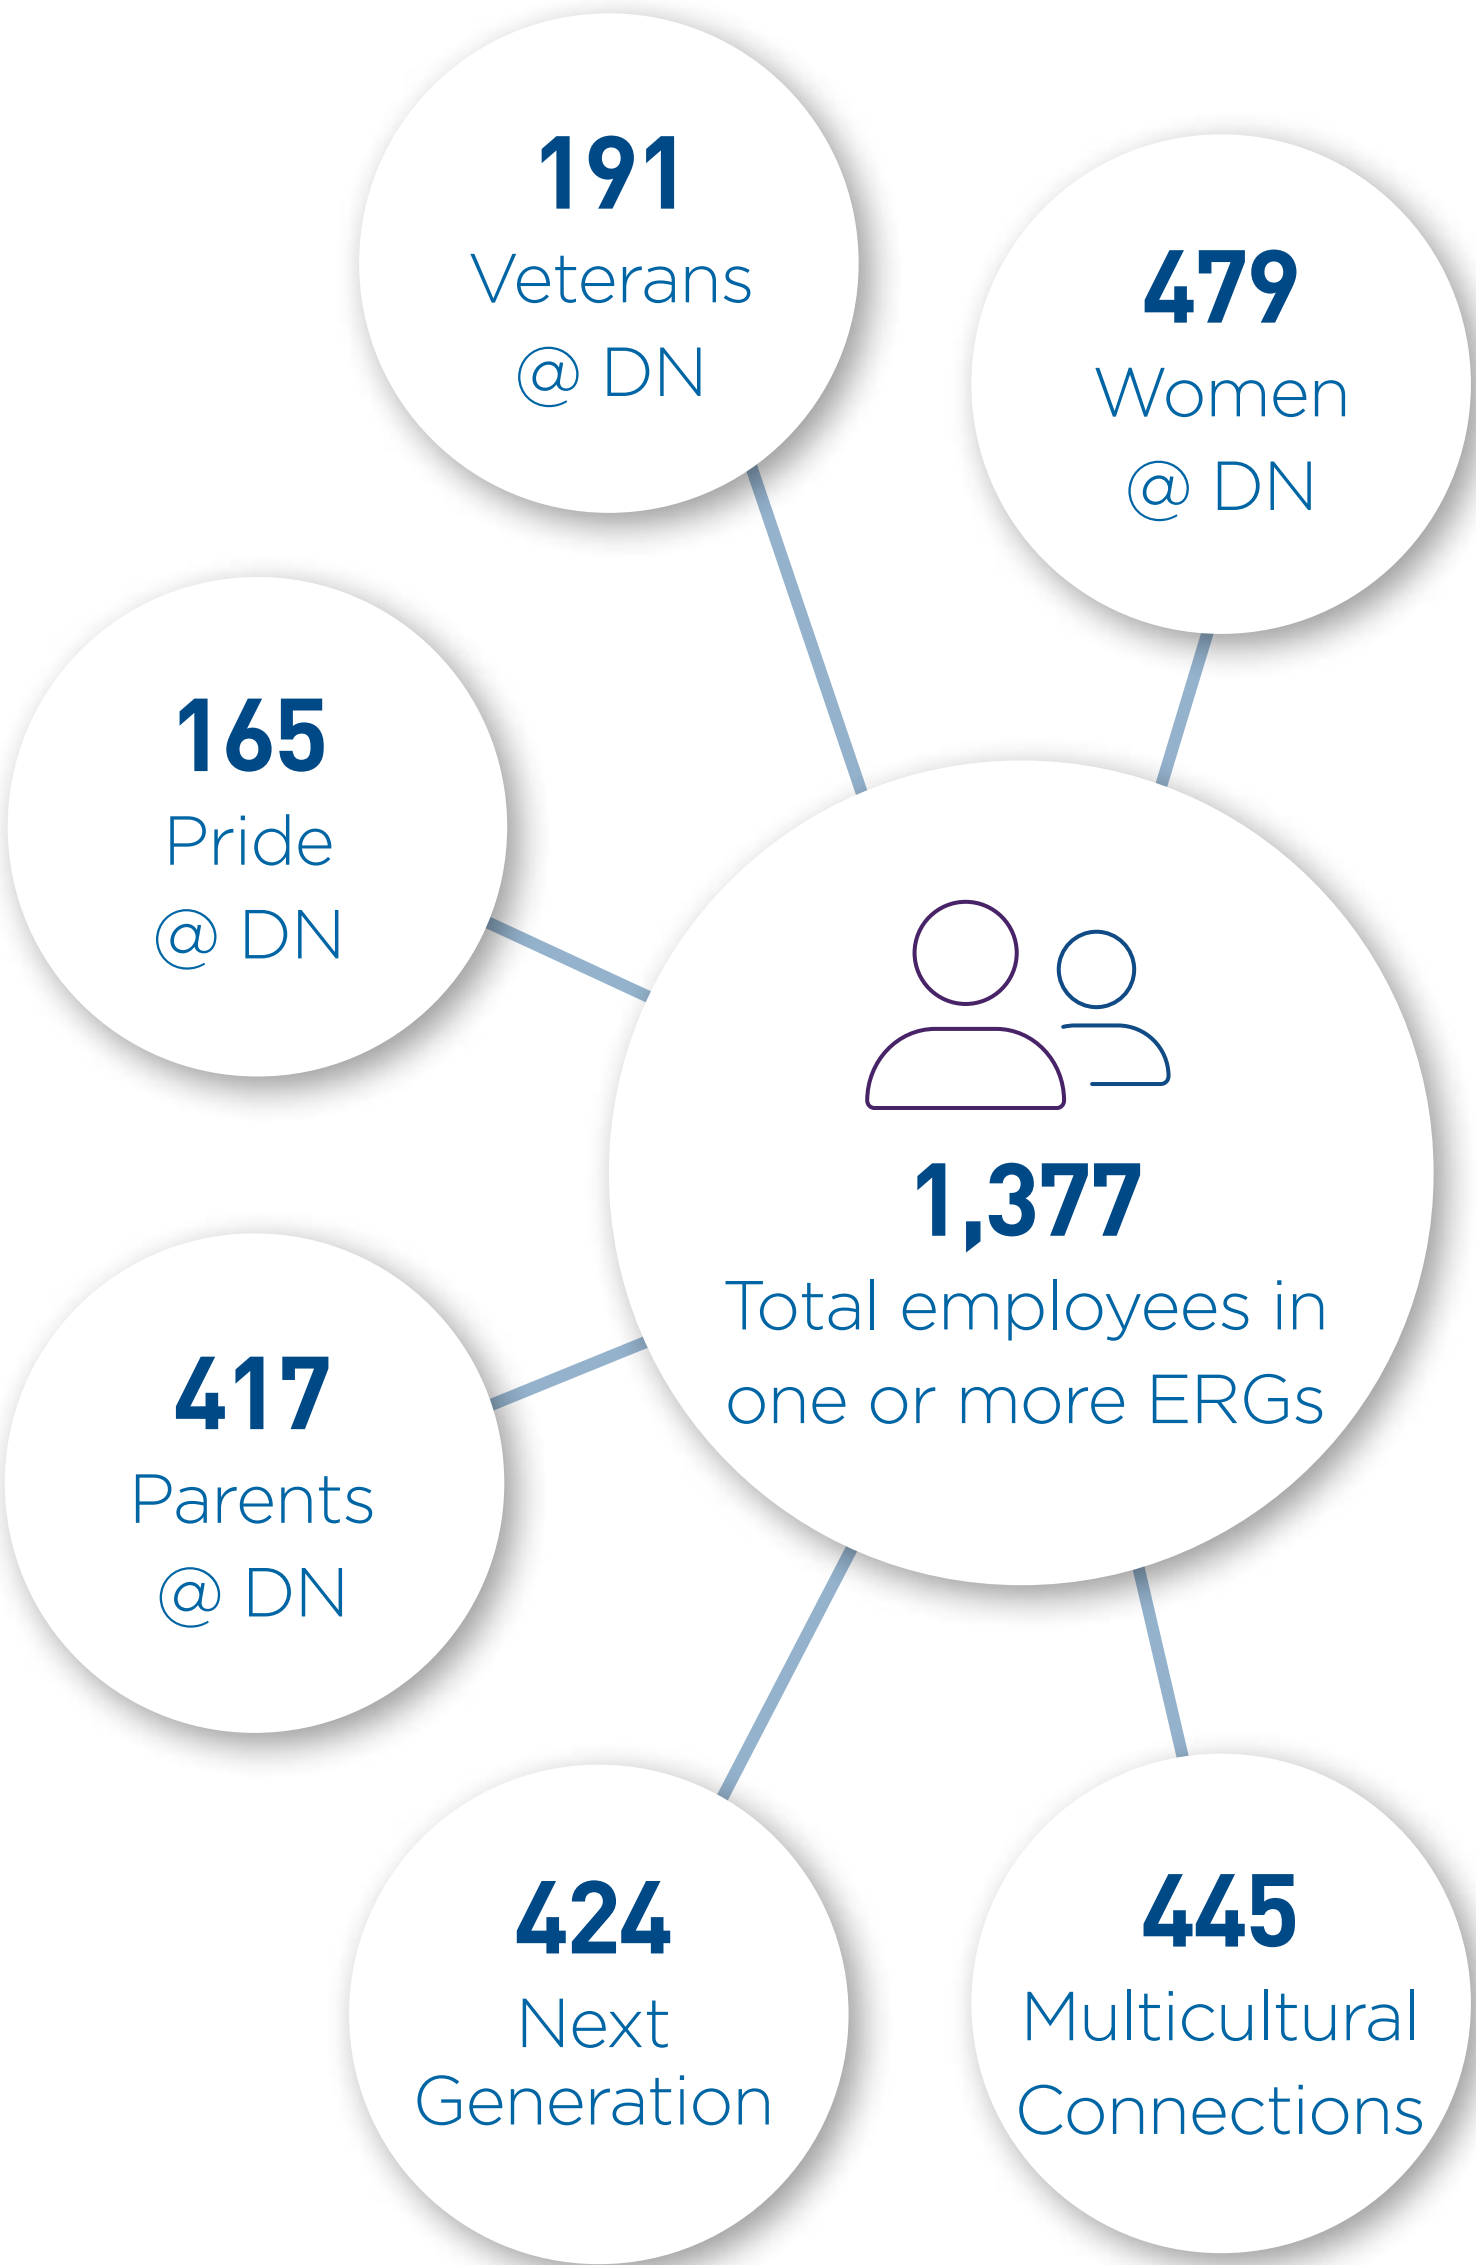 191
Veterans
@ DN
479
Women
@ DN
165
Pride
@ DN
1,377
Total employees in
one or more ERGs
417
Parents
@ DN
424
Next
Generation
445
Multicultural
Connections